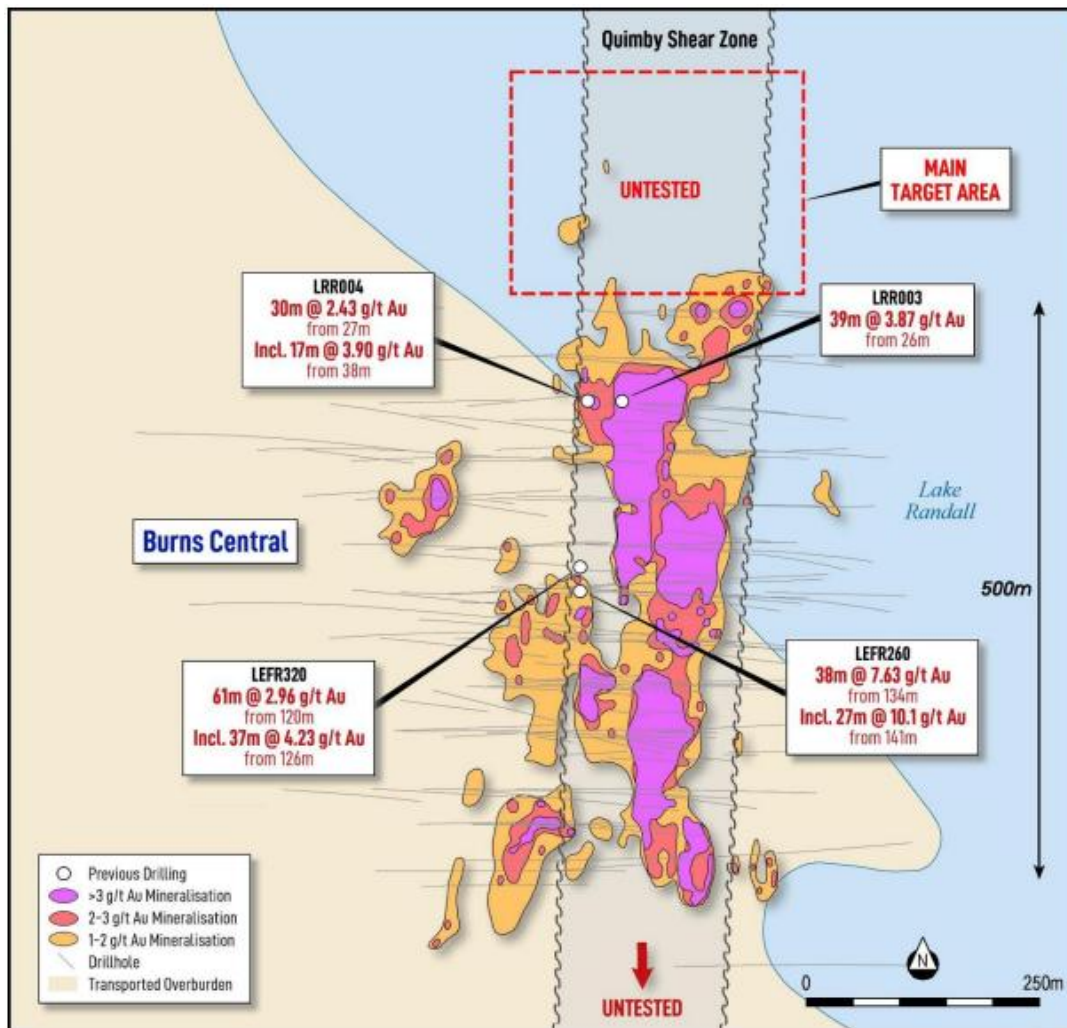 Quimby Shear Zone
UNTESTED
MAIN
TARGET AREA
LRR004
30m @ 2.43 g/t Au
from 27m
Incl. 17m @ 3.90 g/t Au
from 38m
LRR003
39m @ 3.87 g/t Au
from 26m
Burns Central
Lake
Randall
500m
LEFR320
61m @ 2.96 g/t Au
from 120m
Incl. 37m @ 4.23 g/t Au
from 126m
LEFR260
38m @ 7.63 g/t Au
from 134m
Incl. 27m @ 10.1 g/t Au
from 141m
Previous Drilling
>3 g/t Au Mineralisation
2-3 g/t Au Mineralisation
1-2 g/t Au Mineralisation
Drillhole
Transported Overburden
UNTESTED
N
0 250m